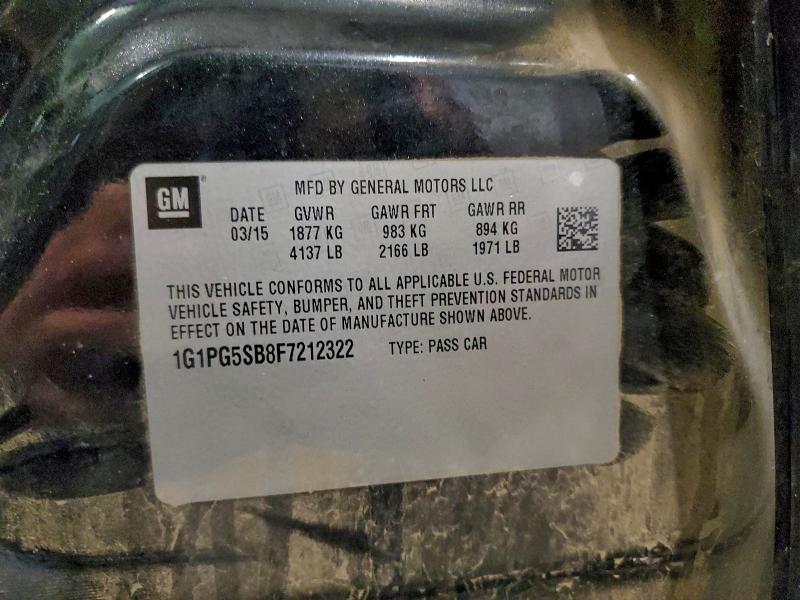 GM
MFD BY GENERAL MOTORS LLC
DATE GVWR GAWR FRT GAWR RR
03/15 1877 KG 983 KG 894 KG
4137 LB 2166 LB 1971 LB
THIS VEHICLE CONFORMS TO ALL APPLICABLE U.S. FEDERAL MOTOR
VEHICLE SAFETY, BUMPER, AND THEFT PREVENTION STANDARDS IN
EFFECT ON THE DATE OF MANUFACTURE SHOWN ABOVE.
1G1PG5SB8F7212322 TYPE: PASS CAR